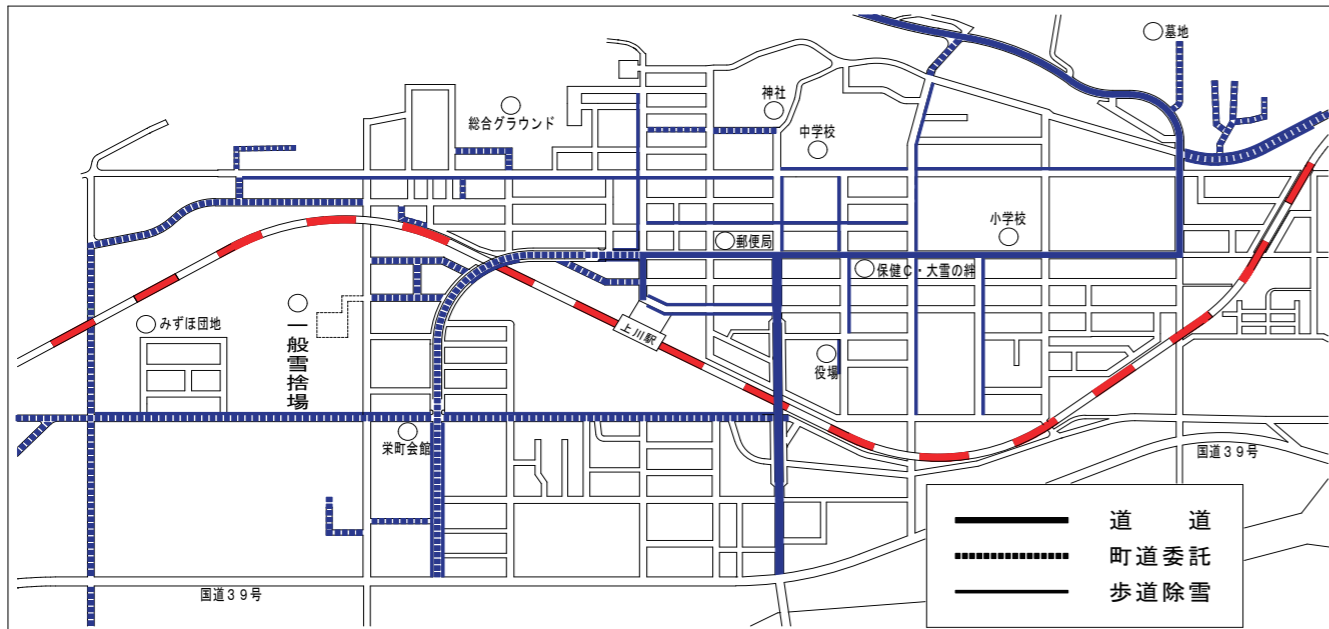 墓地
神社
総合グラウンド
中学校
小学校
郵便局
保健C・大雪の絆
みずほ団地
一般雪捨場
上川駅
役場
栄町会館
国道39号
国道39号
道　　道
町道委託
歩道除雪